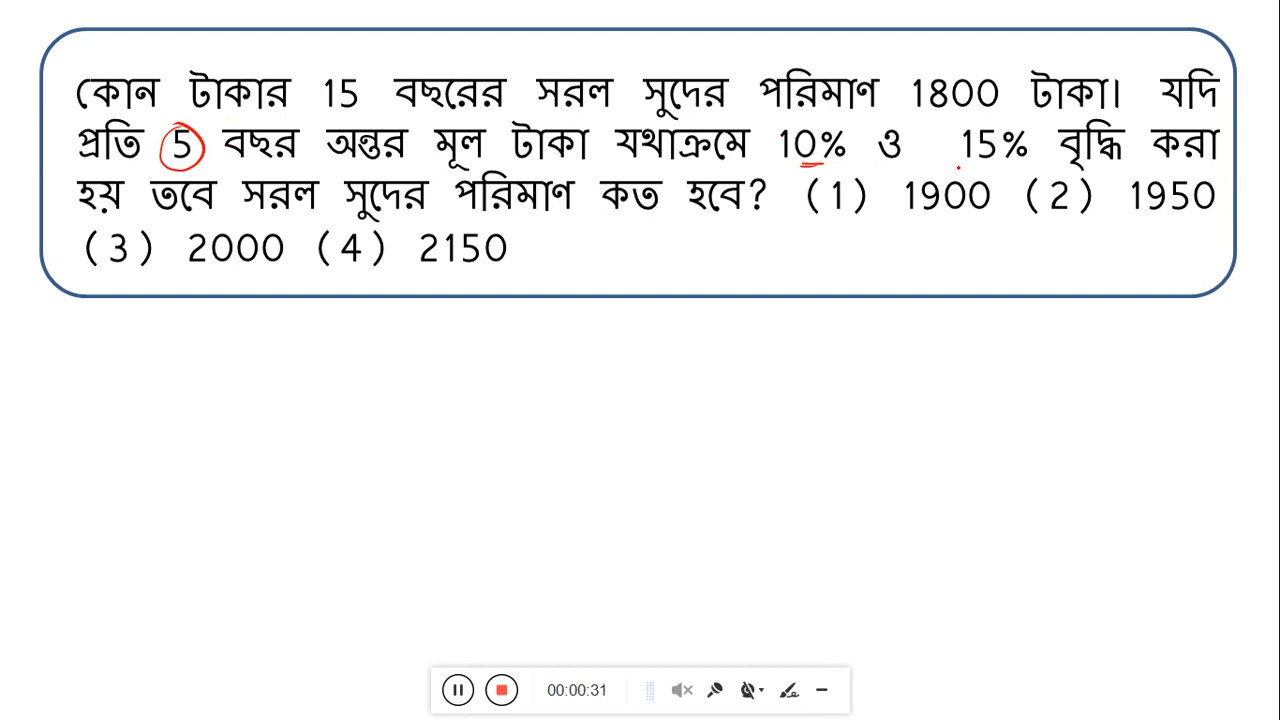 কোন টাকার 15 বছরের সরল সুদের পরিমাণ 1800 টাকা। যদি
প্রতি 5 বছর অন্তর মূল টাকা যথাক্রমে 10% ও 15% বৃদ্ধি করা
হয় তবে সরল সুদের পরিমাণ কত হবে? (1) 1900 (2) 1950
(3) 2000 (4) 2150
00:00:31